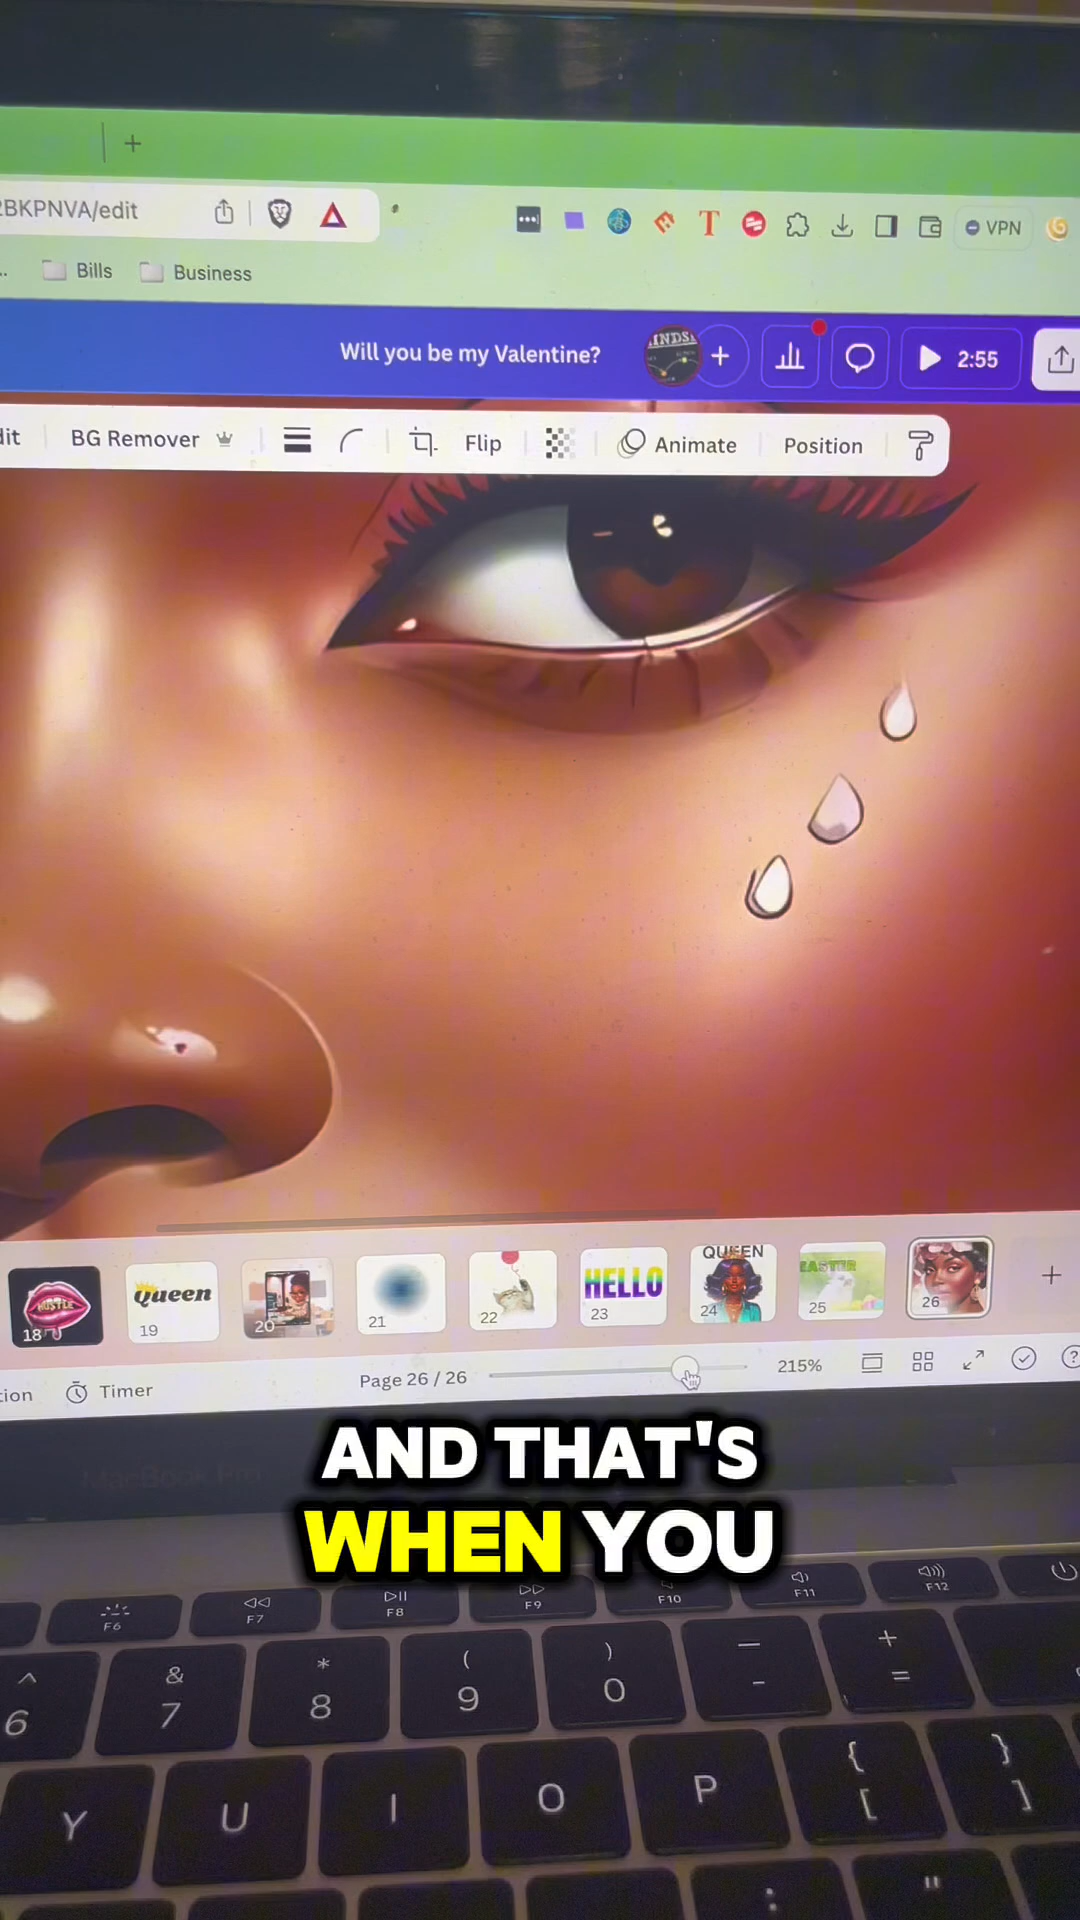 2BKPNVA/edit
T
VPN
Bills
Business
Will you be my Valentine?
2:55
BG Remover
Flip
Animate
Position
HUSTLE
18
Queen
19
20
21
22
HELLO
23
QUEEN
24
EASTER
25
26
Timer
Page 26 / 26
215%
AND THAT'S
WHEN YOU
F6
F7
F8
F9
F10
F11
F12
^
6
&
7
*
8
(
9
)
0
—
-
+
=
Y
U
I
O
P
{
[
}
]
:
"